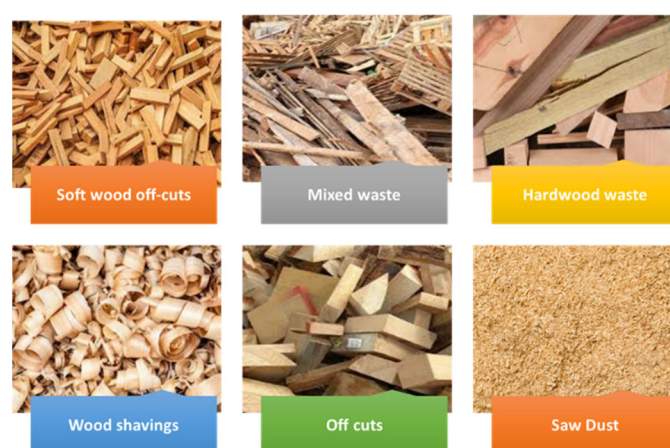 Soft wood off-cuts
Mixed waste
Hardwood waste
Wood shavings
Off cuts
Saw Dust